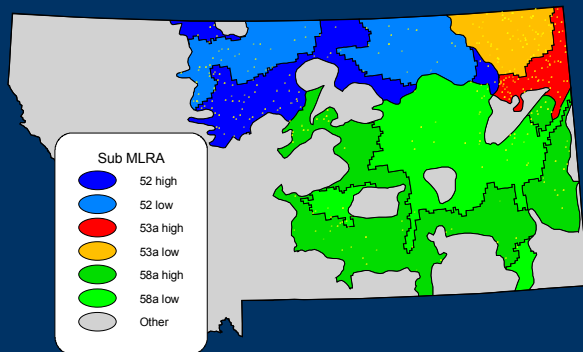 Sub MLRA
52 high
52 low
53a high
53a low
58a high
58a low
Other